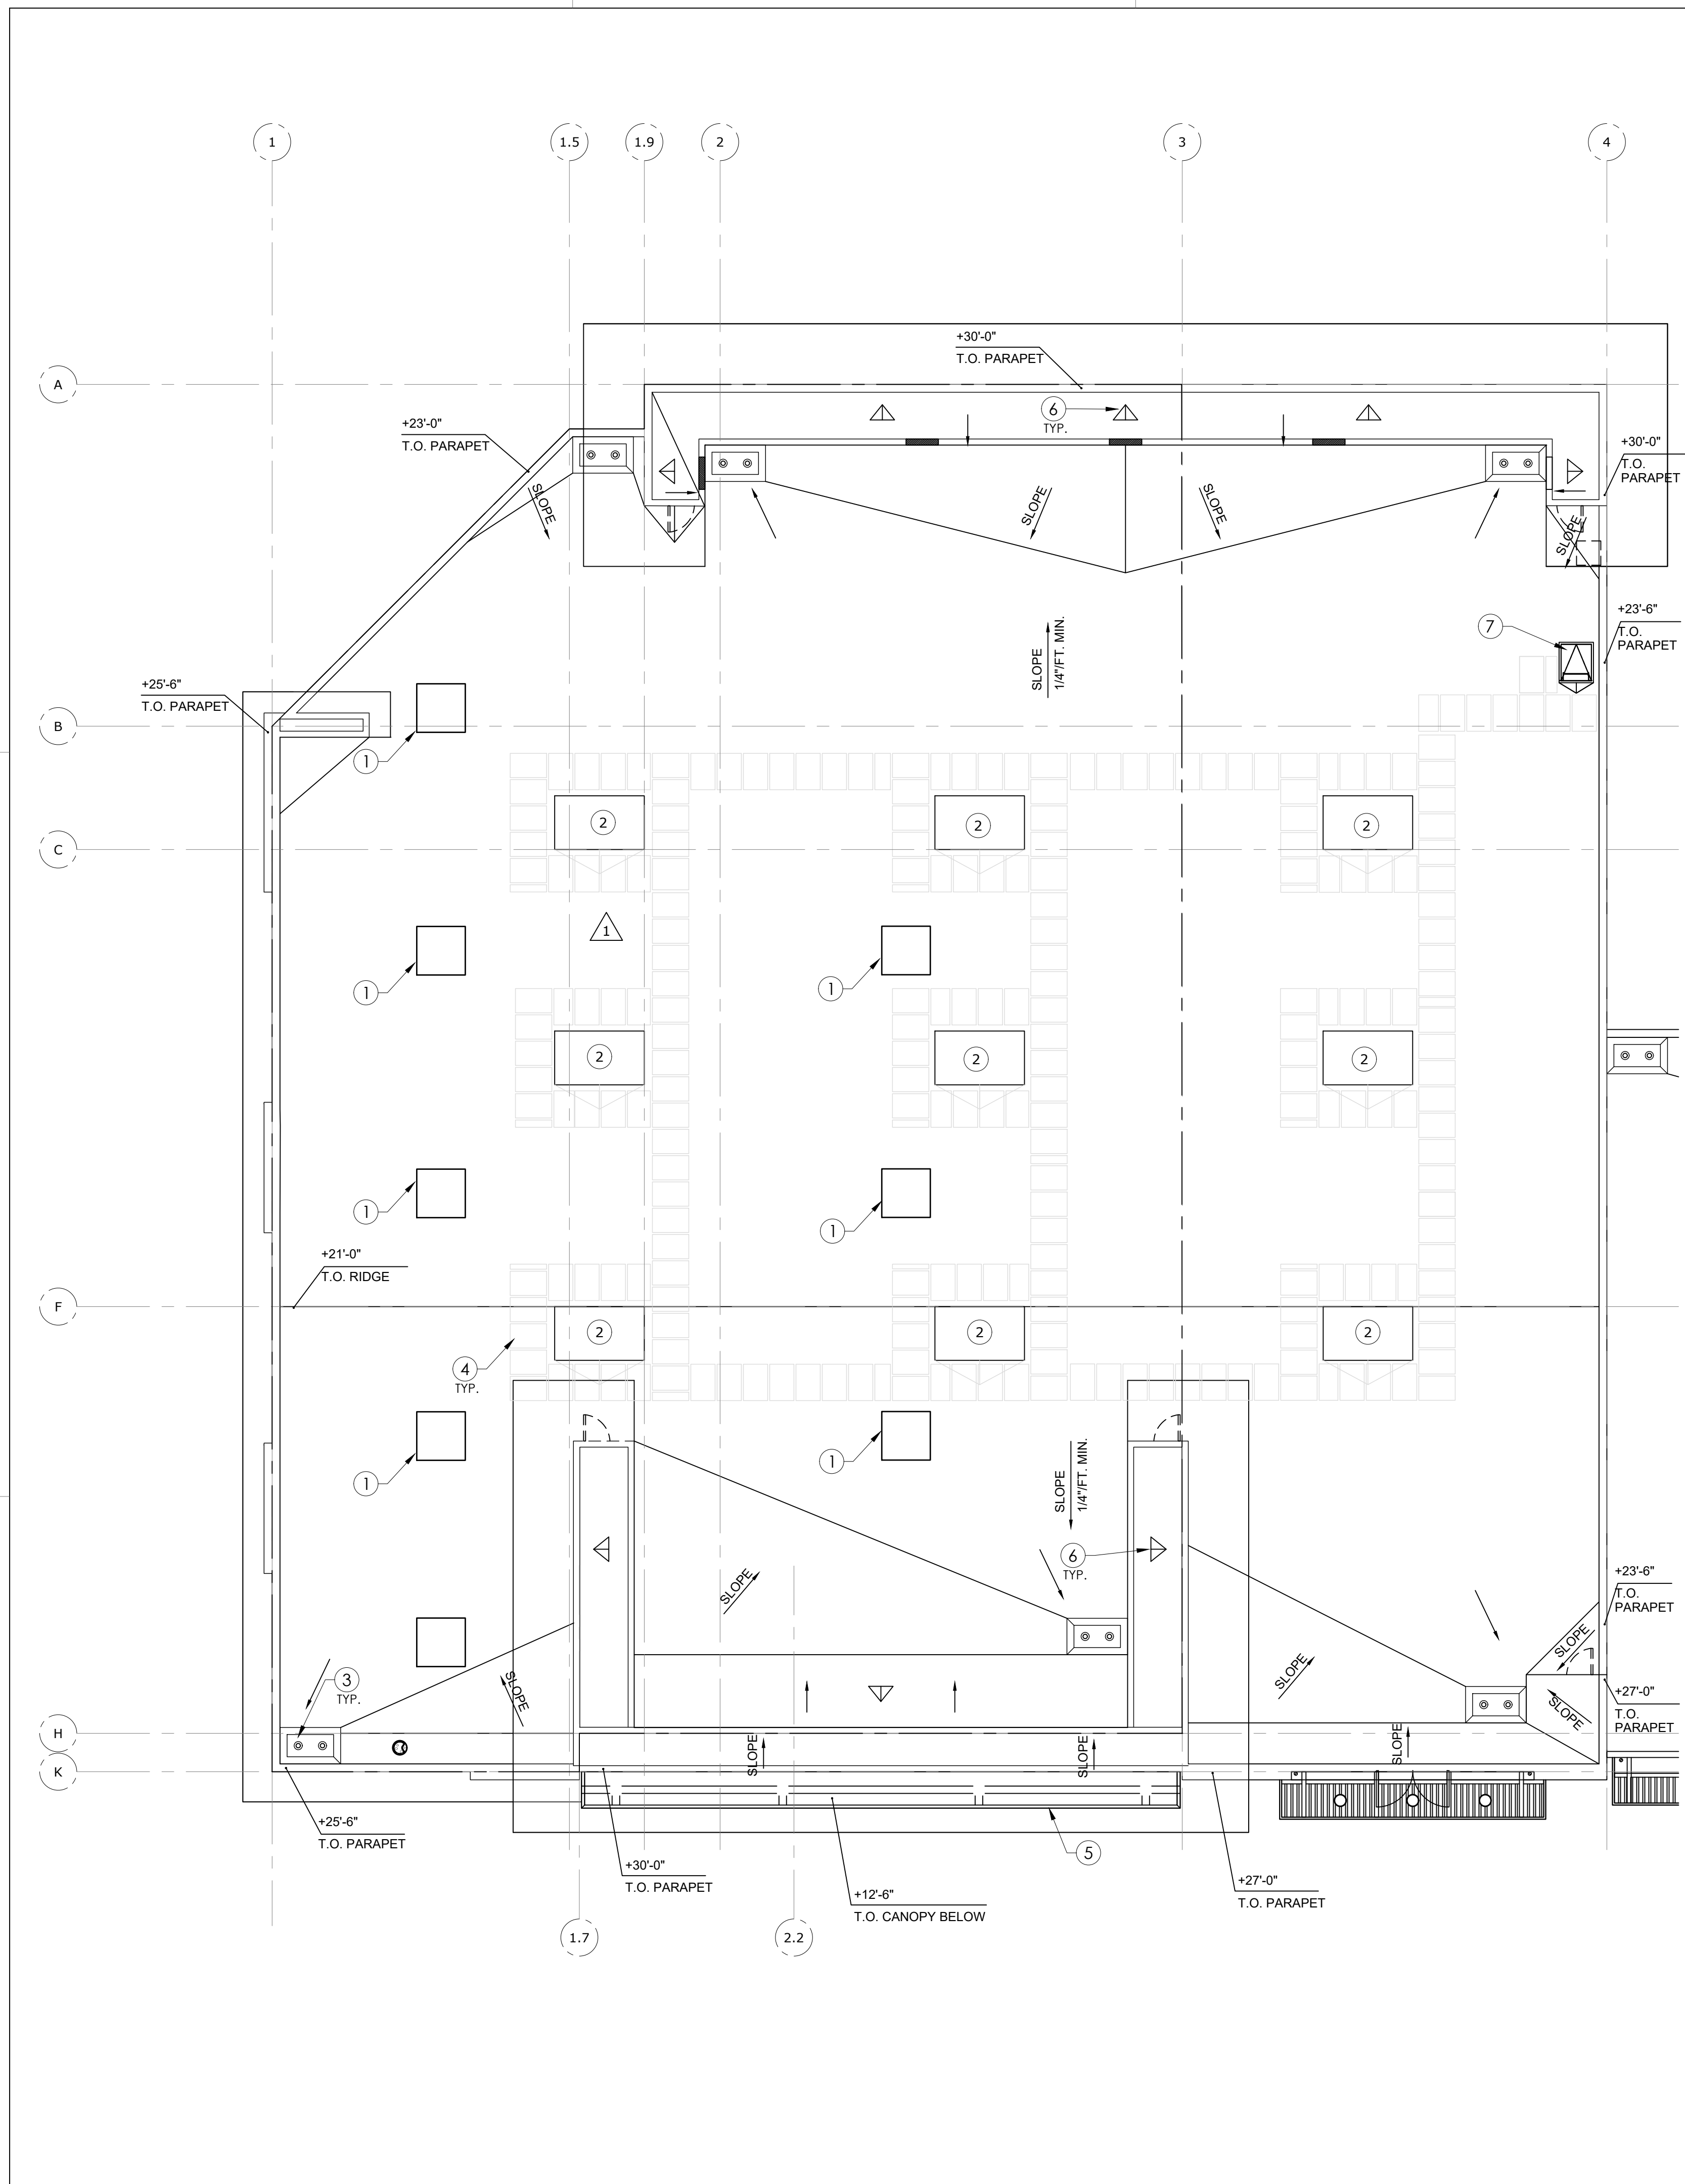 1
1.5
1.9
2
3
4
A
+30'-0"
T.O. PARAPET
6
TYP.
+23'-0"
T.O. PARAPET
+30'-0"
T.O.
PARAPET
SLOPE
SLOPE
SLOPE
SLOPE
+23'-6"
T.O.
PARAPET
7
SLOPE
1/4"/FT. MIN.
+25'-6"
T.O. PARAPET
B
1
2
2
2
C
1
1
1
2
2
2
1
1
+21'-0"
T.O. RIDGE
F
2
2
2
4
TYP.
1
1
SLOPE
1/4"/FT. MIN.
6
TYP.
SLOPE
+23'-6"
T.O.
PARAPET
SLOPE
3
TYP.
SLOPE
SLOPE
SLOPE
+27'-0"
T.O.
PARAPET
H
SLOPE
SLOPE
SLOPE
K
+25'-6"
T.O. PARAPET
5
+30'-0"
T.O. PARAPET
+12'-6"
T.O. CANOPY BELOW
+27'-0"
T.O. PARAPET
1.7
2.2